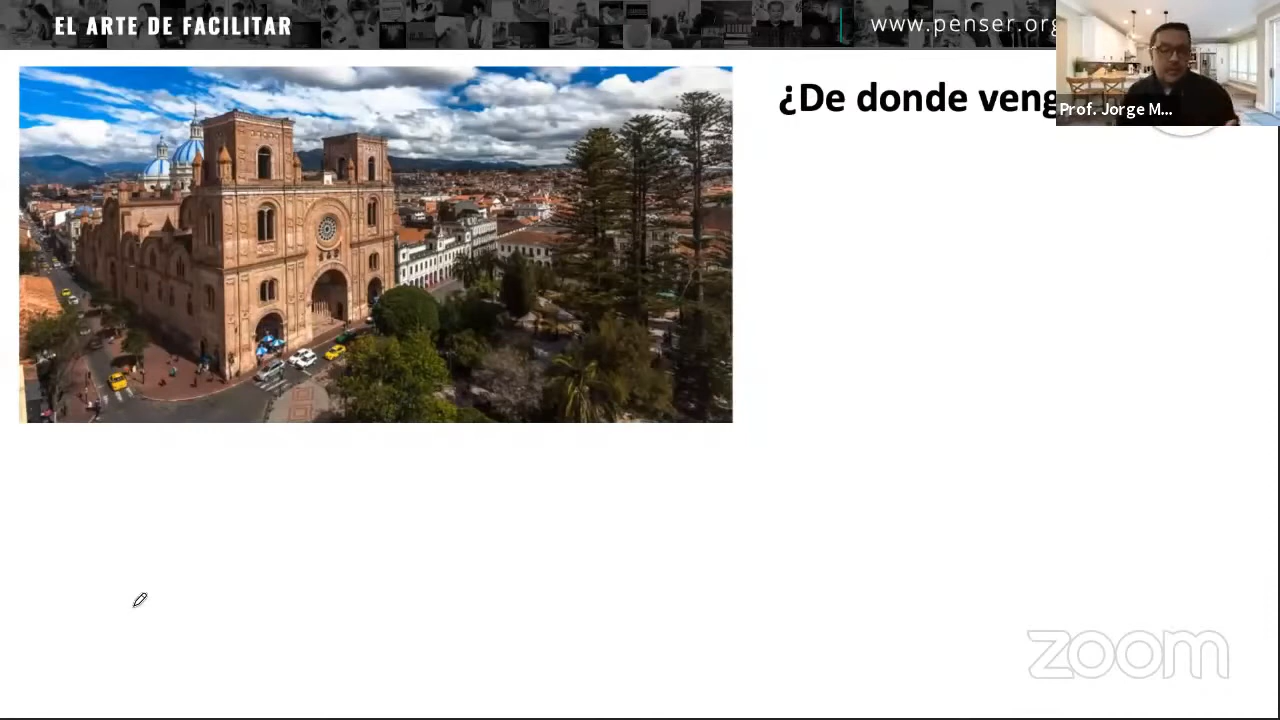 EL ARTE DE FACILITAR
www.penser.org
¿De donde veng
Prof. Jorge M...
zoom